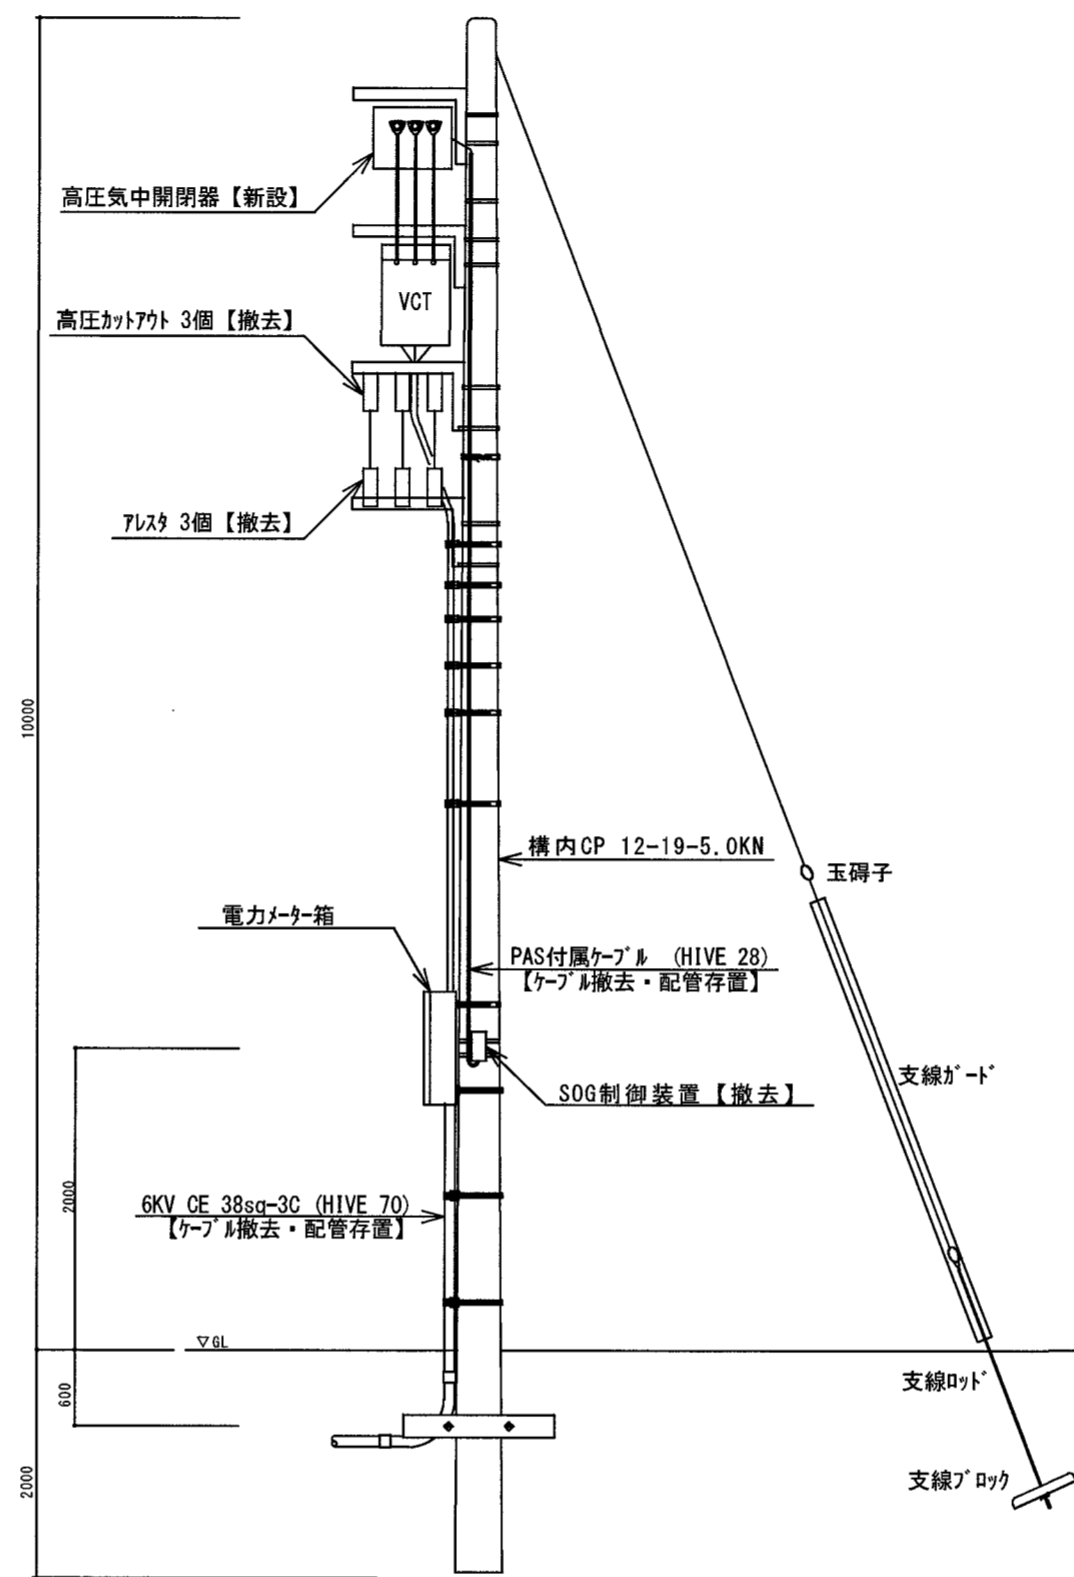 高圧気中開閉器【新設】
VCT
高圧カットアウト 3個【撤去】
アレスタ 3個【撤去】
10000
構内CP 12-19-5.0KN
玉碍子
電力メーター箱
PAS付属ケーブル (HIVE 28)
【ケーブル撤去・配管存置】
支線ガード
SOG制御装置【撤去】
2000
6KV CE 38sq-3C (HIVE 70)
【ケーブル撤去・配管存置】
▽GL
600
支線ロッド
2000
支線ブロック